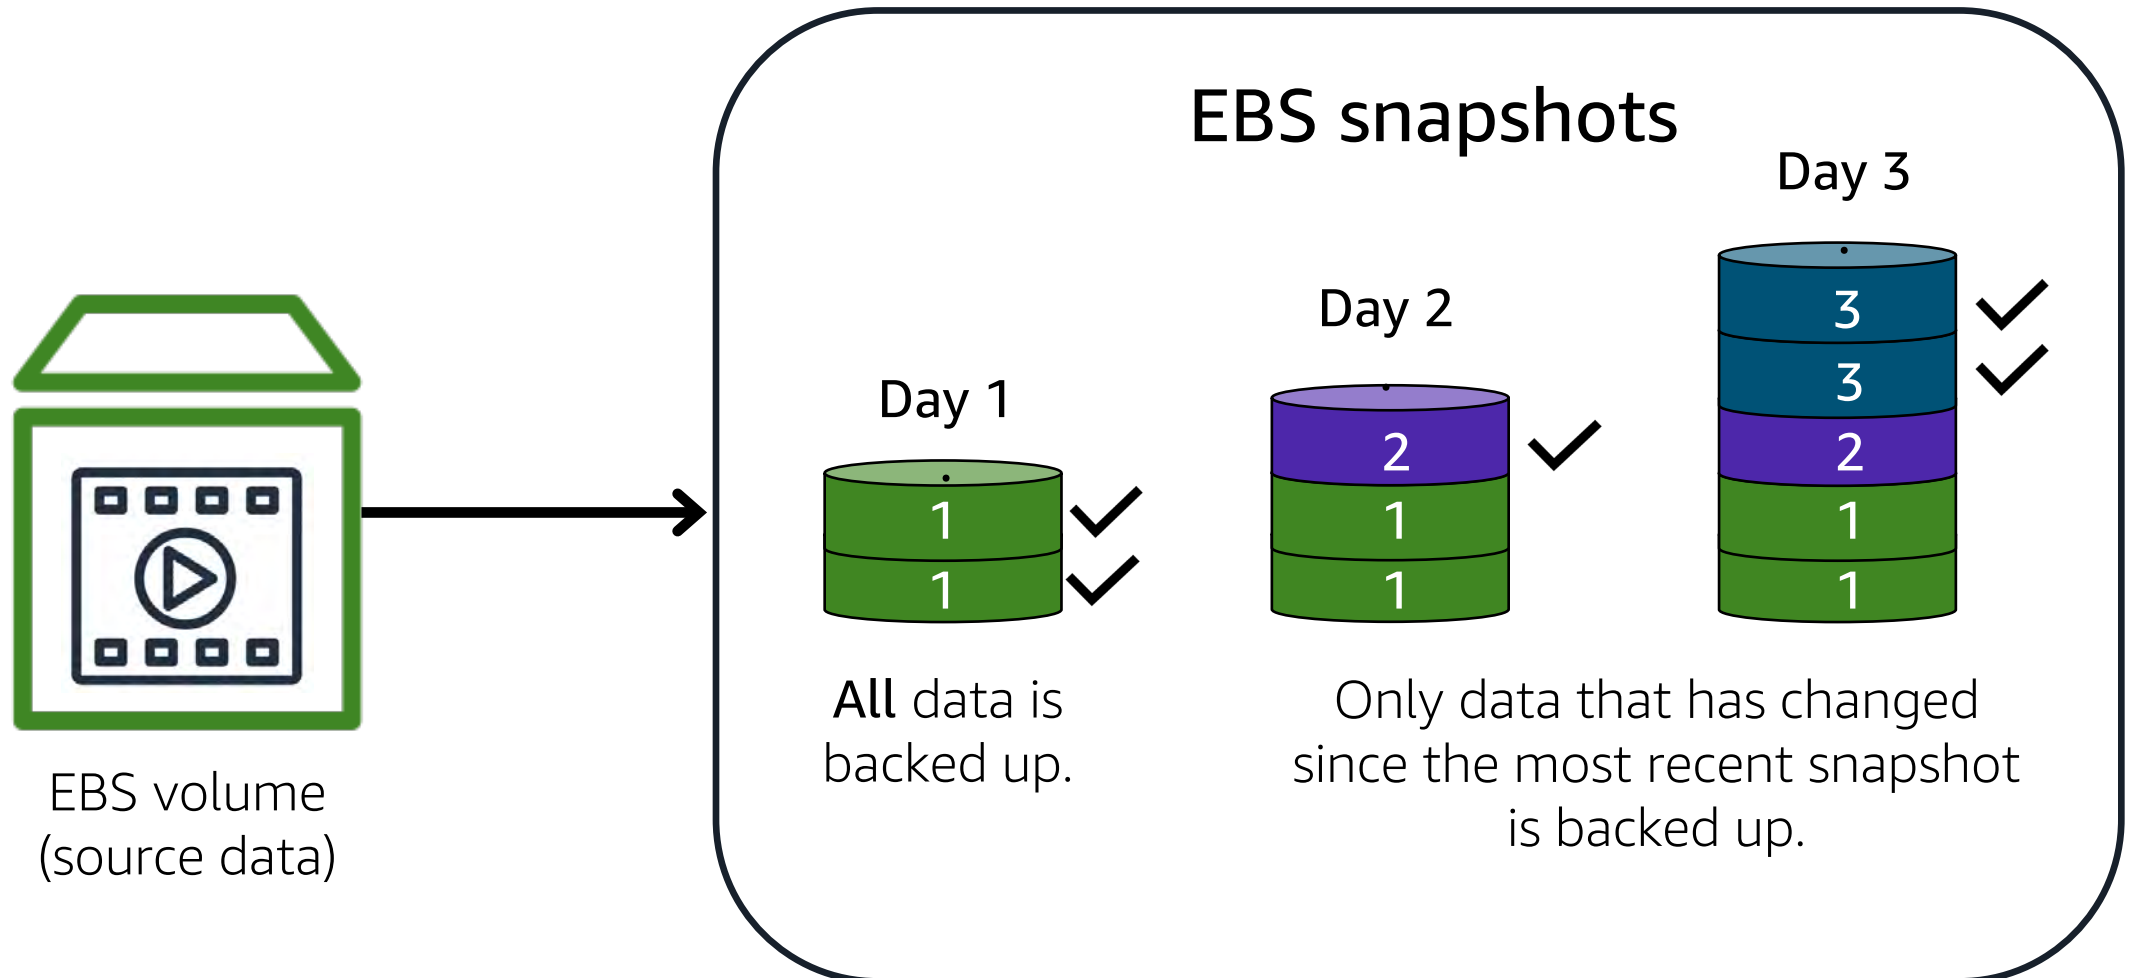 EBS snapshots
Day 1
1
1
All data is
backed up.
Day 2
2
1
1
Day 3
3
3
2
1
1
Only data that has changed
since the most recent snapshot
is backed up.
EBS volume
(source data)